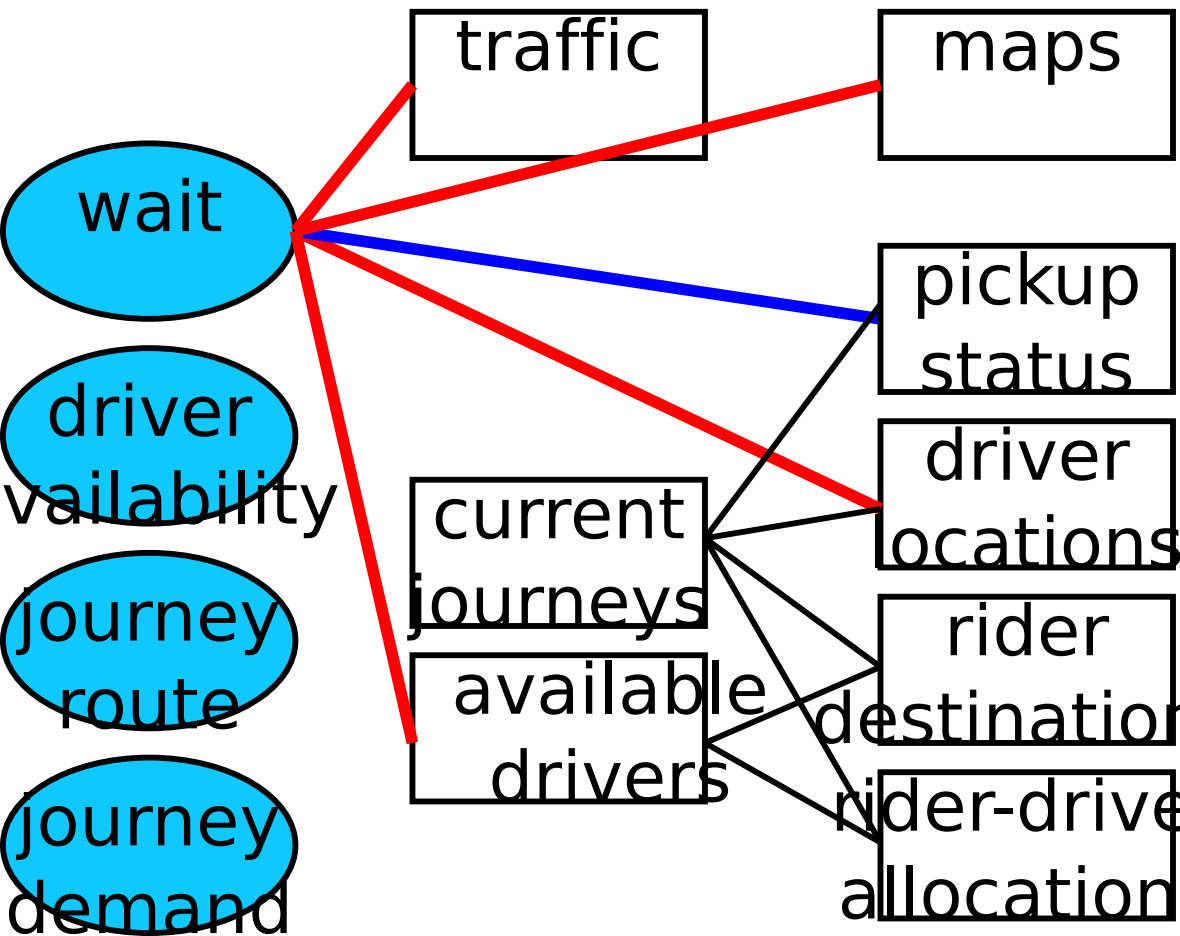 traffic
maps
wait
pickup
status
driver
vailability
driver
locations
current
journeys
journey
route
rider
destination
available
drivers
journey
demand
rider-drive
allocation